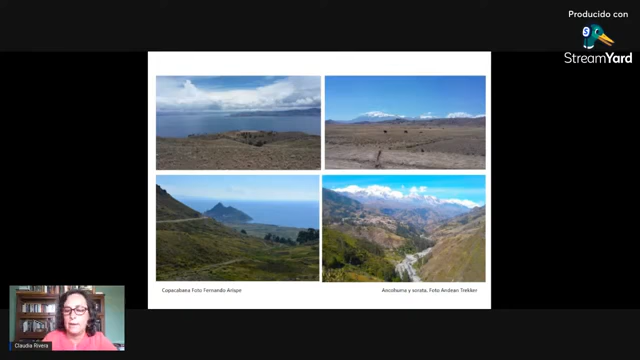 Producido con
StreamYard
Copacabana Foto Fernando Arispe
Ancohuma y sorata, Foto Andean Trekker
Claudia Rivera